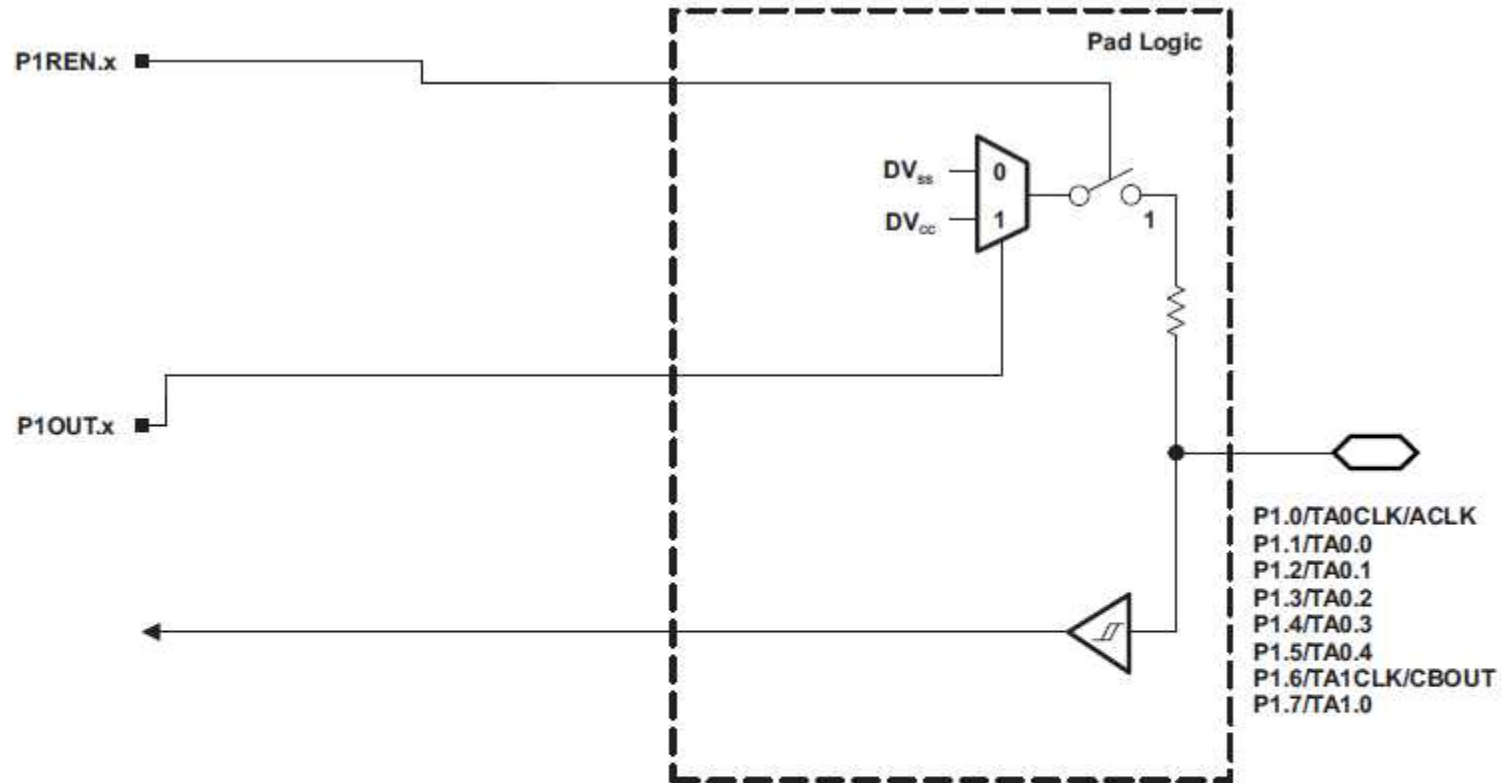 Pad Logic
P1REN.x
DVss
0
DVcc
1
1
P1OUT.x
P1.0/TA0CLK/ACLK
P1.1/TA0.0
P1.2/TA0.1
P1.3/TA0.2
P1.4/TA0.3
P1.5/TA0.4
P1.6/TA1CLK/CBOUT
P1.7/TA1.0